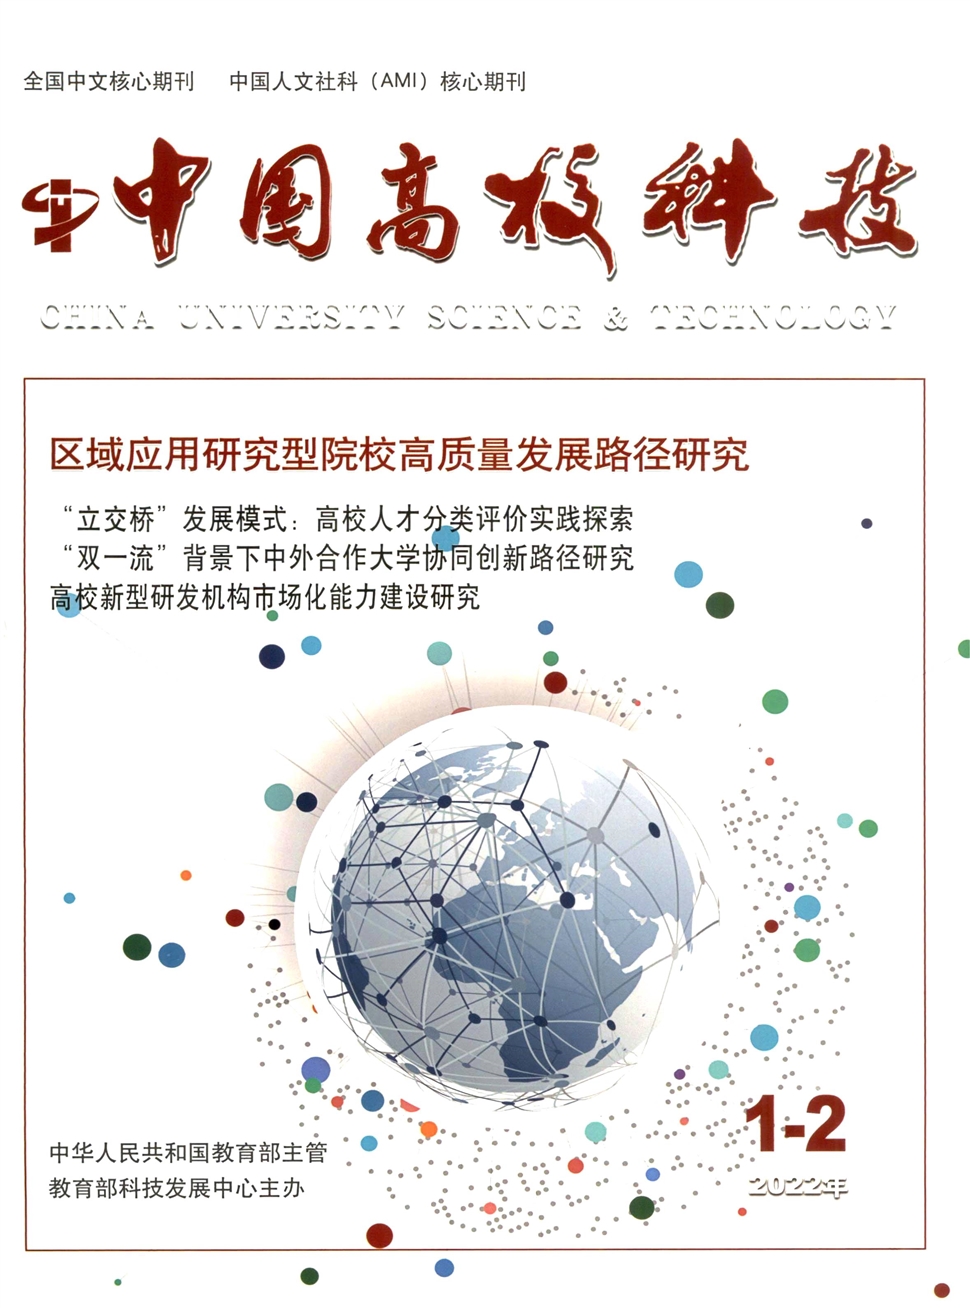 全国中文核心期刊 中国人文社科（AMI）核心期刊
中国高校科技
CHINA UNIVERSITY SCIENCE & TECHNOLOGY
区域应用研究型院校高质量发展路径研究
“立交桥”发展模式：高校人才分类评价实践探索
“双一流”背景下中外合作大学协同创新路径研究
高校新型研发机构市场化能力建设研究
1-2
2022年
中华人民共和国教育部主管
教育部科技发展中心主办